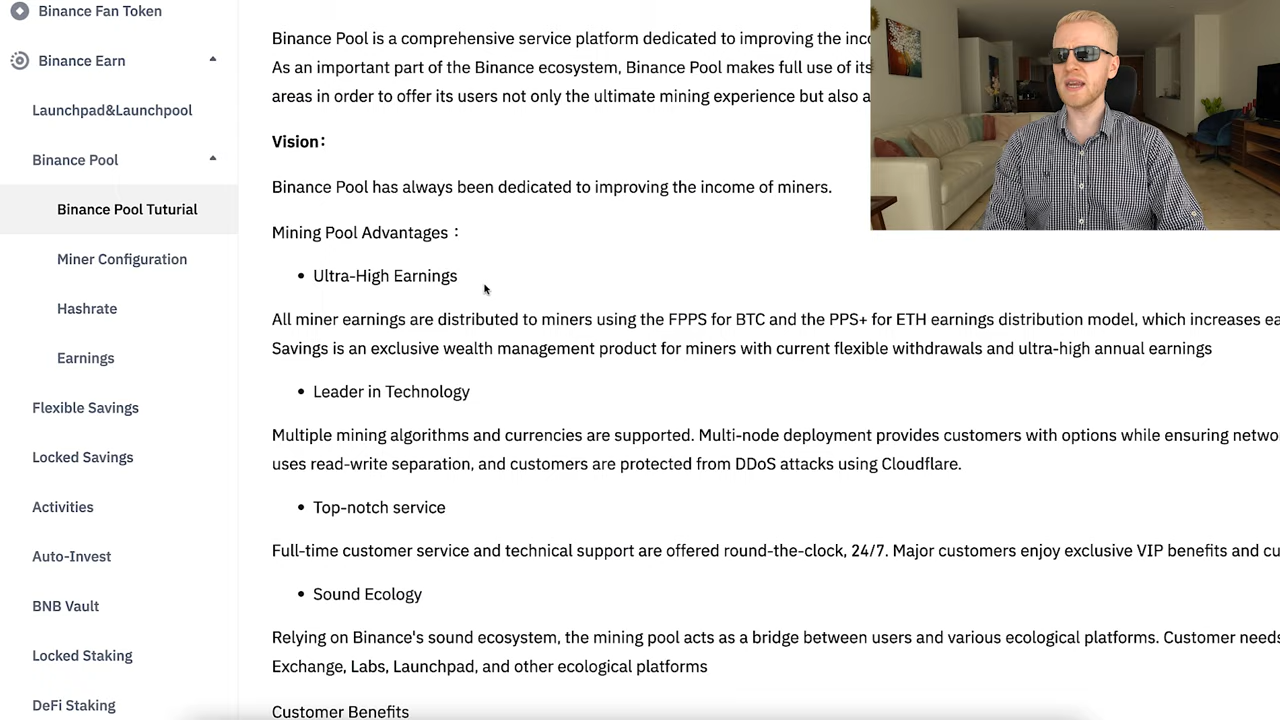 Binance Fan Token
Binance Earn
Launchpad&Launchpool
Binance Pool
Binance Pool Tuturial
Miner Configuration
Hashrate
Earnings
Flexible Savings
Locked Savings
Activities
Auto-Invest
BNB Vault
Locked Staking
DeFi Staking
Binance Pool is a comprehensive service platform dedicated to improving the
As an important part of the Binance ecosystem, Binance Pool makes full use of its
areas in order to offer its users not only the ultimate mining experience but also a
Vision:
Binance Pool has always been dedicated to improving the income of miners.
Mining Pool Advantages：
• Ultra-High Earnings
All miner earnings are distributed to miners using the FPPS for BTC and the PPS+ for ETH earnings distribution model, which increases
Savings is an exclusive wealth management product for miners with current flexible withdrawals and ultra-high annual earnings
• Leader in Technology
Multiple mining algorithms and currencies are supported. Multi-node deployment provides customers with options while ensuring
uses read-write separation, and customers are protected from DDoS attacks using Cloudflare.
• Top-notch service
Full-time customer service and technical support are offered round-the-clock, 24/7. Major customers enjoy exclusive VIP benefits and
• Sound Ecology
Relying on Binance's sound ecosystem, the mining pool acts as a bridge between users and various ecological platforms. Customer needs
Exchange, Labs, Launchpad, and other ecological platforms
Customer Benefits